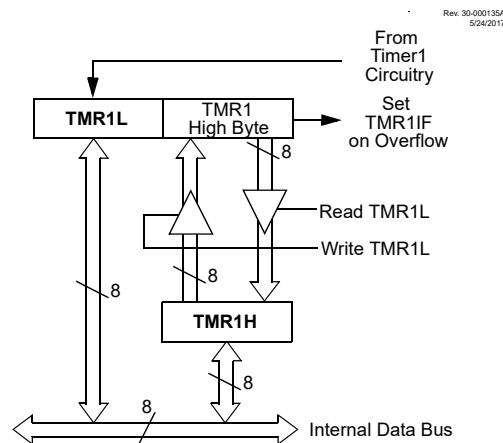 Rev. 30-000135A
5/24/2017
From
Timer1
Circuitry
TMR1L
TMR1
High Byte
Set
TMR1IF
on Overflow
8
Read TMR1L
Write TMR1L
8
8
TMR1H
8
8
Internal Data Bus